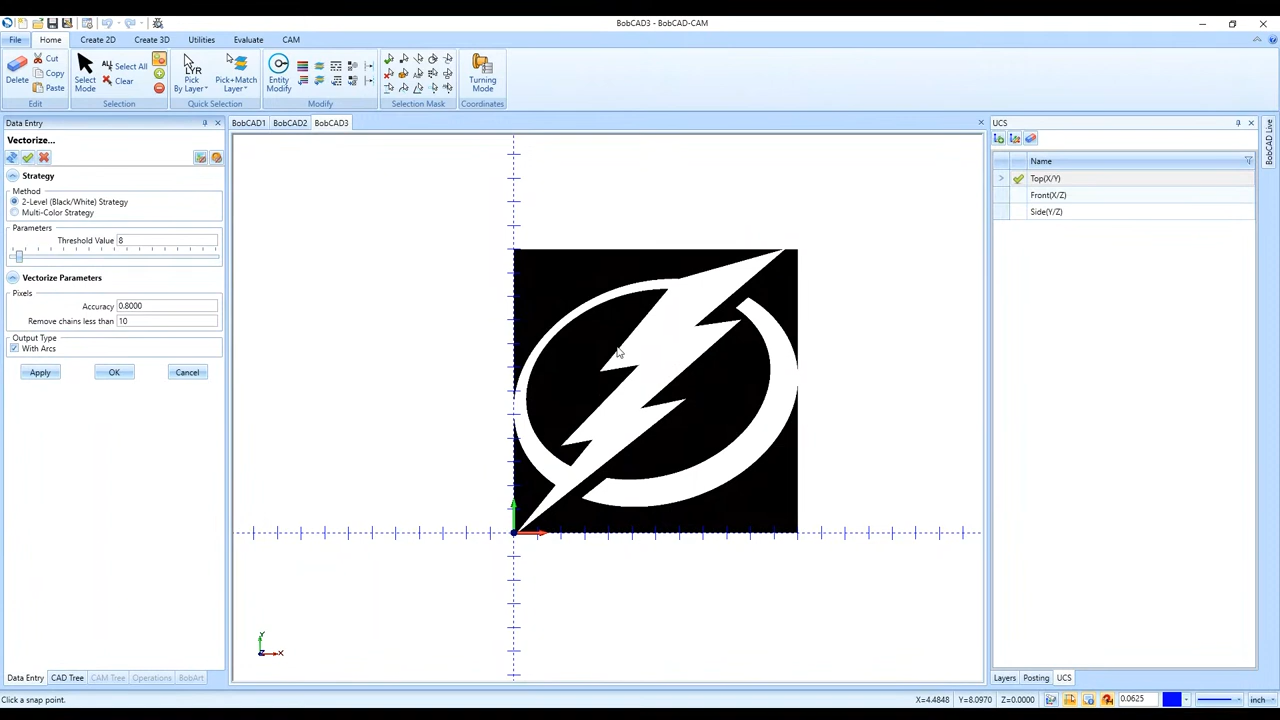 BobCAD3 - BobCAD-CAM
File Home Create 2D Create 3D Utilities Evaluate CAM
Delete Cut Copy Paste Edit
Select Mode Select All Clear Selection
LYR Pick By Layer Pick+Match Layer Quick Selection
Entity Modify Modify
Selection Mask
Turning Mode Coordinates
Data Entry
BobCAD1 BobCAD2 BobCAD3
UCS
BobCAD Live
Vectorize...
Strategy
Method
2-Level (Black/White) Strategy
Multi-Color Strategy
Parameters
Threshold Value 8
Vectorize Parameters
Pixels
Accuracy 0.8000
Remove chains less than 10
Output Type
With Arcs
Apply OK Cancel
Name
Top(X/Y)
Front(X/Z)
Side(Y/Z)
Y
Z X
Data Entry CAD Tree CAM Tree Operations BobArt
Layers Posting UCS
Click a snap point.
X=4.4848 Y=8.0970 Z=0.0000 0.0625 inch